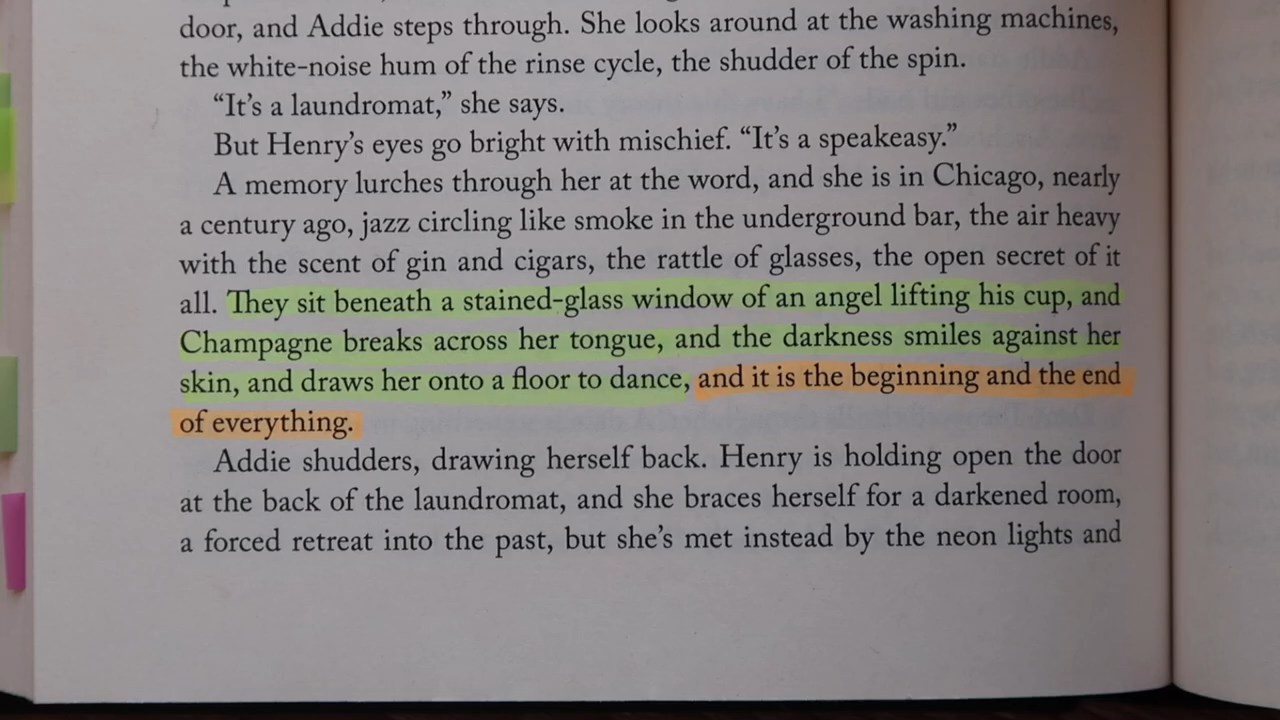 door, and Addie steps through. She looks around at the washing machines,
the white-noise hum of the rinse cycle, the shudder of the spin.
“It’s a laundromat,” she says.
But Henry’s eyes go bright with mischief. “It’s a speakeasy.”
A memory lurches through her at the word, and she is in Chicago, nearly
a century ago, jazz circling like smoke in the underground bar, the air heavy
with the scent of gin and cigars, the rattle of glasses, the open secret of it
all. They sit beneath a stained-glass window of an angel lifting his cup, and
Champagne breaks across her tongue, and the darkness smiles against her
skin, and draws her onto a floor to dance, and it is the beginning and the end
of everything.
Addie shudders, drawing herself back. Henry is holding open the door
at the back of the laundromat, and she braces herself for a darkened room,
a forced retreat into the past, but she’s met instead by the neon lights and